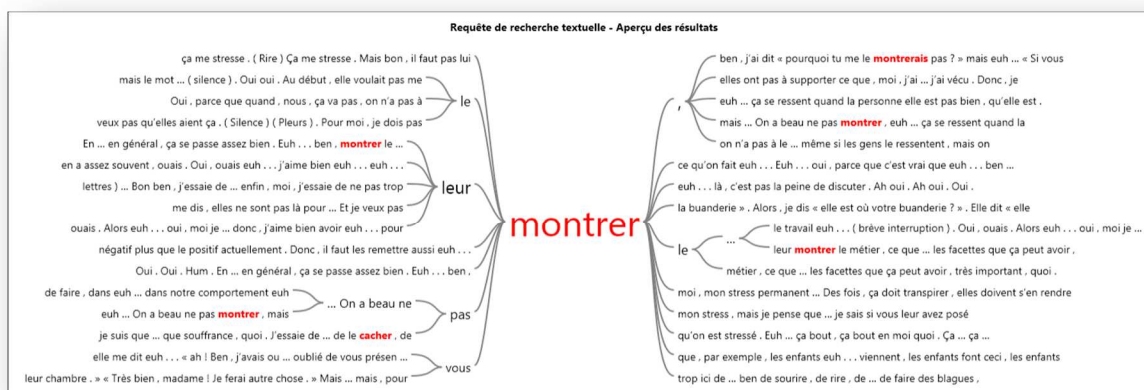 Requête de recherche textuelle - Aperçu des résultats
ça me stresse . ( Rire ) Ça me stresse . Mais bon , il faut pas lui
mais le mot ... ( silence ) . Oui oui . Au début , elle voulait pas me
Oui , parce que quand , nous , ça va pas , on n'a pas à
le
veux pas qu'elles aient ça . ( Silence ) ( Pleurs ) . Pour moi , je dois pas
En ... en général , ça se passe assez bien . Euh . . . ben , montrer le ...
en a assez souvent , ouais . Oui , ouais euh . . . j'aime bien euh . . . euh . . .
lettres ) ... Bon ben , j'essaie de ... enfin , moi , j'essaie de ne pas trop
leur
me dis , elles ne sont pas là pour ... Et je veux pas
ouais . Alors euh . . . oui , moi je ... donc , j'aime bien avoir euh . . . pour
négatif plus que le positif actuellement . Donc , il faut les remettre aussi euh . . .
Oui . Oui . Hum . En ... en général , ça se passe assez bien . Euh . . . ben ,
de faire , dans euh ... dans notre comportement euh
... On a beau ne
euh ... On a beau ne pas montrer , mais
pas
je suis que ... que souffrance , quoi . J'essaie de ... de le cacher , de
elle me dit euh . . . « ah ! Ben , j'avais ou ... oublié de vous présen ...
vous
leur chambre . » « Très bien , madame ! Je ferai autre chose . » Mais ... mais , pour
montrer
ben , j'ai dit « pourquoi tu me le montrerais pas ? » mais euh ... « Si vous
elles ont pas à supporter ce que , moi , j'ai ... j'ai vécu . Donc , je
,
euh ... ça se ressent quand la personne elle est pas bien , qu'elle est .
mais ... On a beau ne pas montrer , euh ... ça se ressent quand la
on n'a pas à le ... même si les gens le ressentent , mais on
ce qu'on fait euh . . . Euh . . . oui , parce que c'est vrai que euh . . . ben ...
euh . . . là , c'est pas la peine de discuter . Ah oui . Ah oui . Oui .
la buanderie » . Alors , je dis « elle est où votre buanderie ? » . Elle dit « elle
le travail euh . . . ( brève interruption ) . Oui , ouais . Alors euh . . . oui , moi je ...
...
le
leur montrer le métier , ce que ... les facettes que ça peut avoir ,
métier , ce que ... les facettes que ça peut avoir , très important , quoi .
moi , mon stress permanent ... Des fois , ça doit transpirer , elles doivent s'en rendre
mon stress , mais je pense que ... je sais si vous leur avez posé
qu'on est stressé . Euh ... ça bout , ça bout en moi quoi . Ça ... ça ...
que , par exemple , les enfants euh . . . viennent , les enfants font ceci , les enfants
trop ici de ... ben de sourire , de rire , de ... de faire des blagues ,